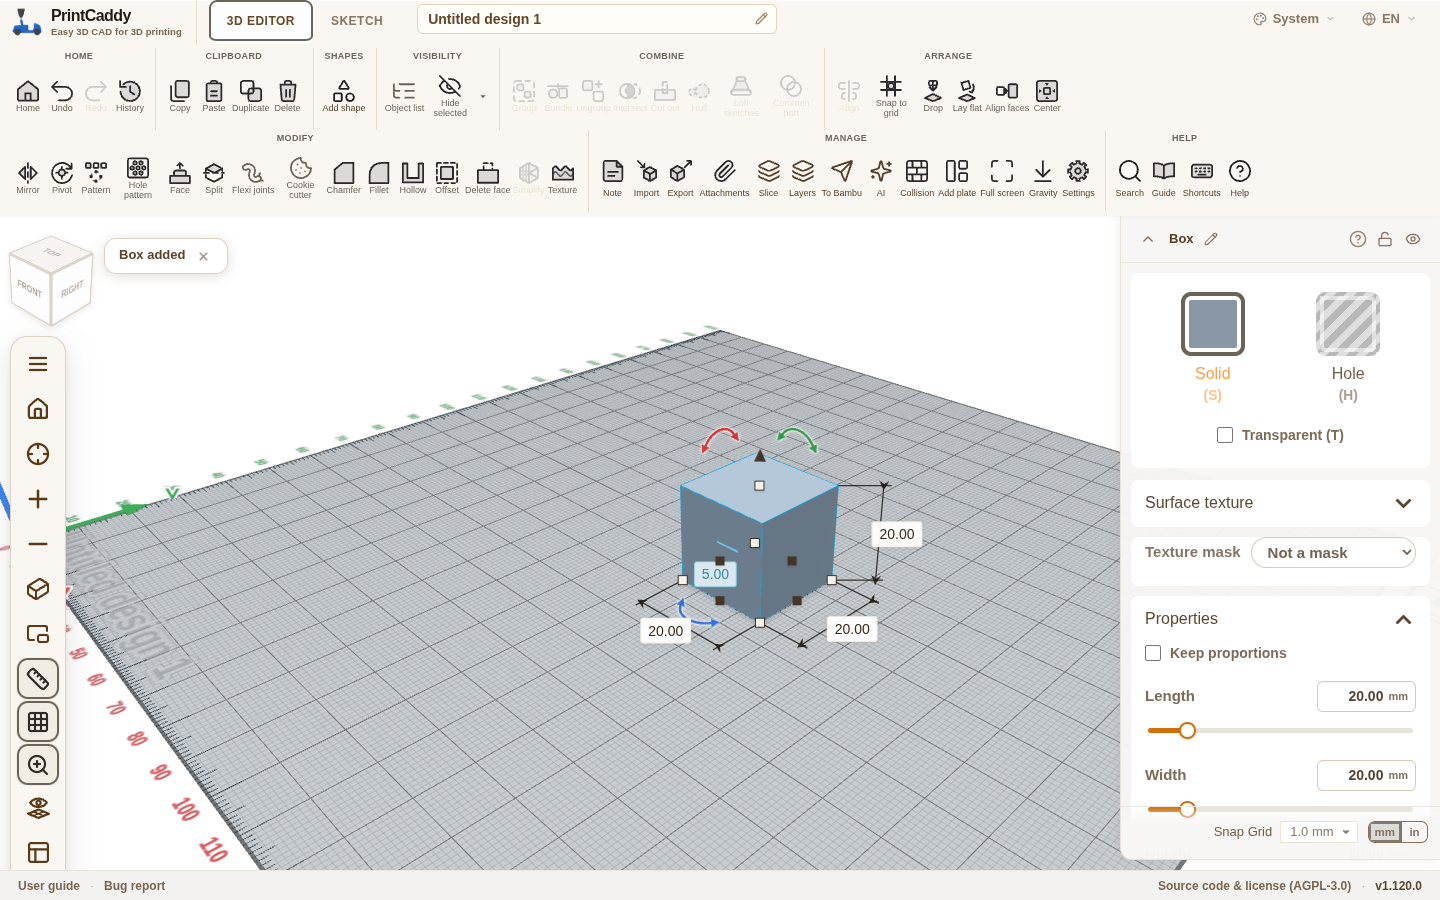 PrintCaddy
Easy 3D CAD for 3D printing
3D EDITOR
SKETCH
Untitled design 1
System
EN
HOME
CLIPBOARD
SHAPES
VISIBILITY
COMBINE
ARRANGE
Home
Undo
Redo
History
Copy
Paste
Duplicate
Delete
Add shape
Object list
Hide selected
Group
Bundle
Ungroup
Intersect
Cut out
Hull
Loft sketches
Common part
Align
Snap to grid
Drop
Lay flat
Align faces
Center
MODIFY
MANAGE
HELP
Mirror
Pivot
Pattern
Hole pattern
Face
Split
Flexi joints
Cookie cutter
Chamfer
Fillet
Hollow
Offset
Delete face
Simplify
Texture
Note
Import
Export
Attachments
Slice
Layers
To Bambu
AI
Collision
Add plate
Full screen
Gravity
Settings
Search
Guide
Shortcuts
Help
TOP
FRONT
RIGHT
Box added
Y
50
60
70
80
90
100
110
20.00
5.00
20.00
20.00
Box
Solid
(S)
Hole
(H)
Transparent (T)
Surface texture
Texture mask
Not a mask
Properties
Keep proportions
Length
20.00 mm
Width
20.00 mm
Snap Grid
1.0 mm
mm
in
User guide · Bug report
Source code & license (AGPL-3.0) · v1.120.0